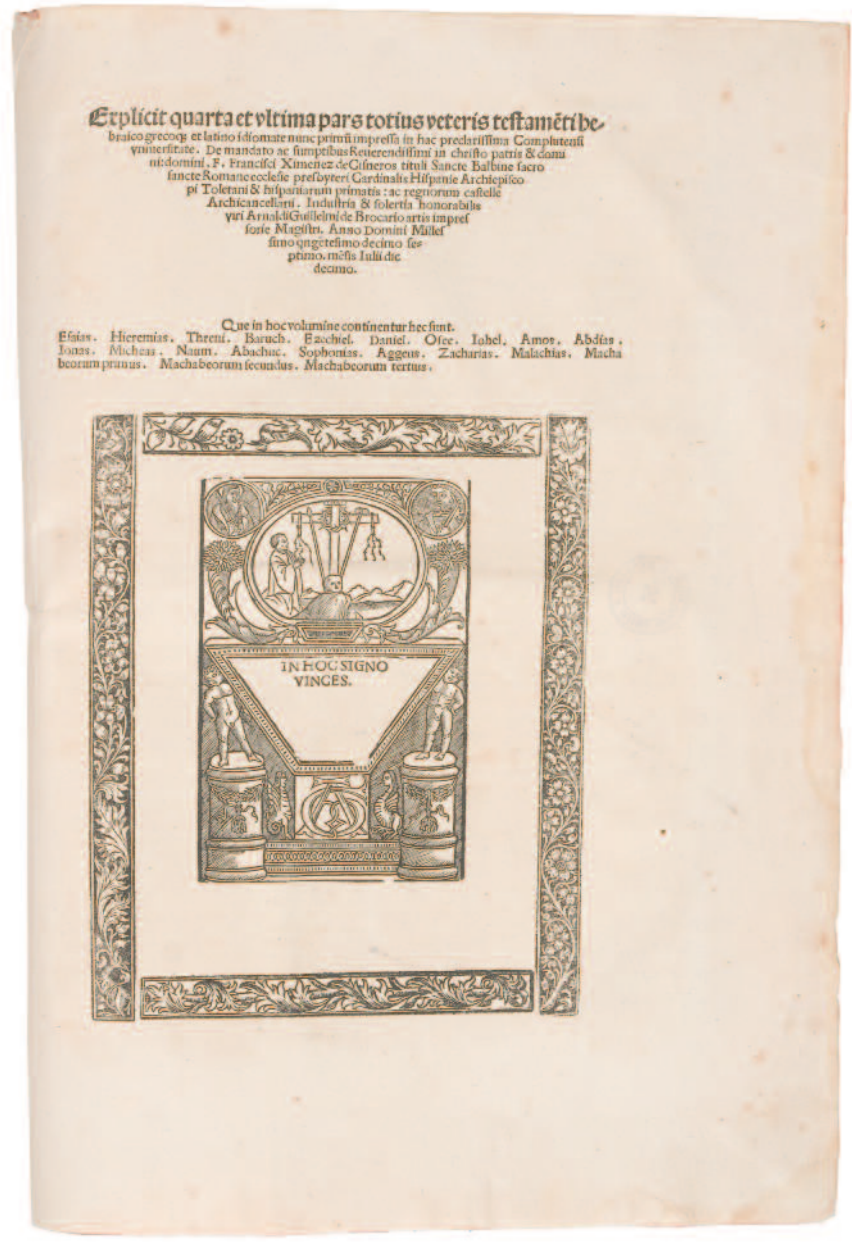 Explicit quarta et vltima pars totius veteris testamēti he-
braico grecoq; et latino idiomate nunc primū impressa in hac preclarissima Complutensi
vniuersitate. De mandato ac sumptibus Reuerendissimi in christo patris & domi
ni: domini. F. Francisci Ximenez de Cisneros tituli Sancte Balbine sacro
sancte Romane ecclesie presbyteri Cardinalis Hispanie Archiepisco
pi Toletani & hispaniarum primatis: ac regnorum castelle
Archicancellarii. Industria & solertia honorabilis
viri Arnaldi Guillelmi de Brocario artis impres
sorie Magistri. Anno Domini Milles
simo qngētesimo decimo se-
ptimo. mēsis Iulii die
decimo.
Que in hoc volumine continentur hec sunt.
Esaias. Hieremias. Threni. Baruch. Ezechiel. Daniel. Osee. Iohel. Amos. Abdias.
Ionas. Micheas. Naum. Abachuc. Sophonias. Aggeus. Zacharias. Malachias. Macha
beorum primus. Machabeorum secundus. Machabeorum tertius.
IN HOC SIGNO
VINCES.